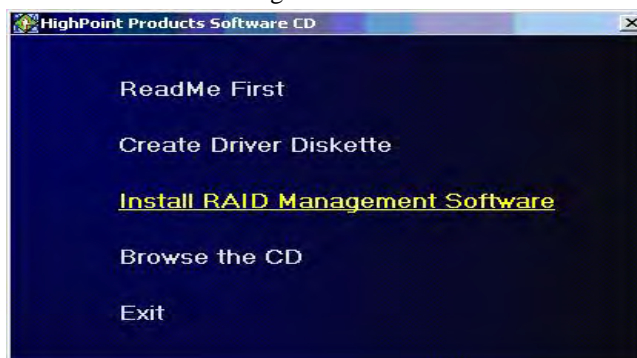 HighPoint Products Software CD
ReadMe First
Create Driver Diskette
Install RAID Management Software
Browse the CD
Exit